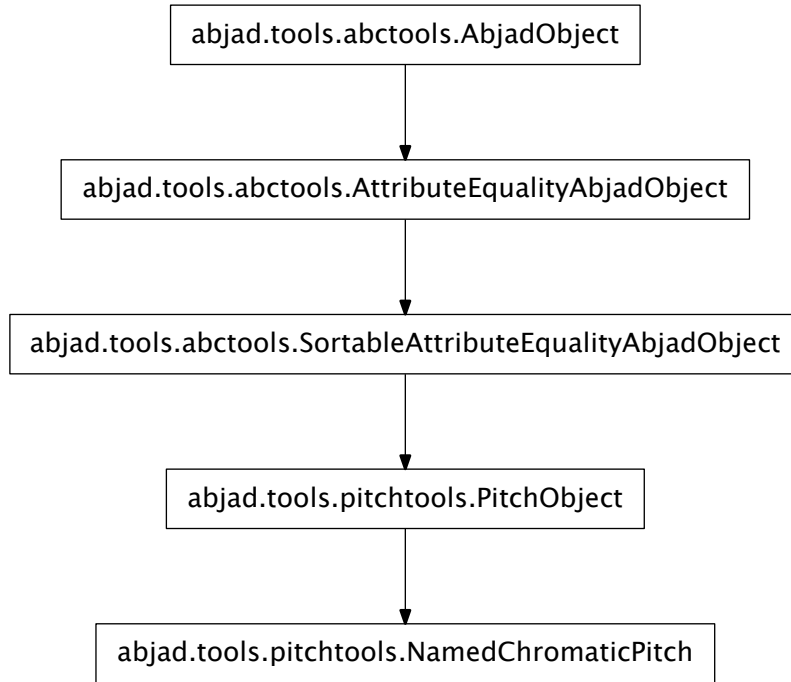 abjad.tools.abctools.AbjadObject
abjad.tools.abctools.AttributeEqualityAbjadObject
abjad.tools.abctools.SortableAttributeEqualityAbjadObject
abjad.tools.pitchtools.PitchObject
abjad.tools.pitchtools.NamedChromaticPitch